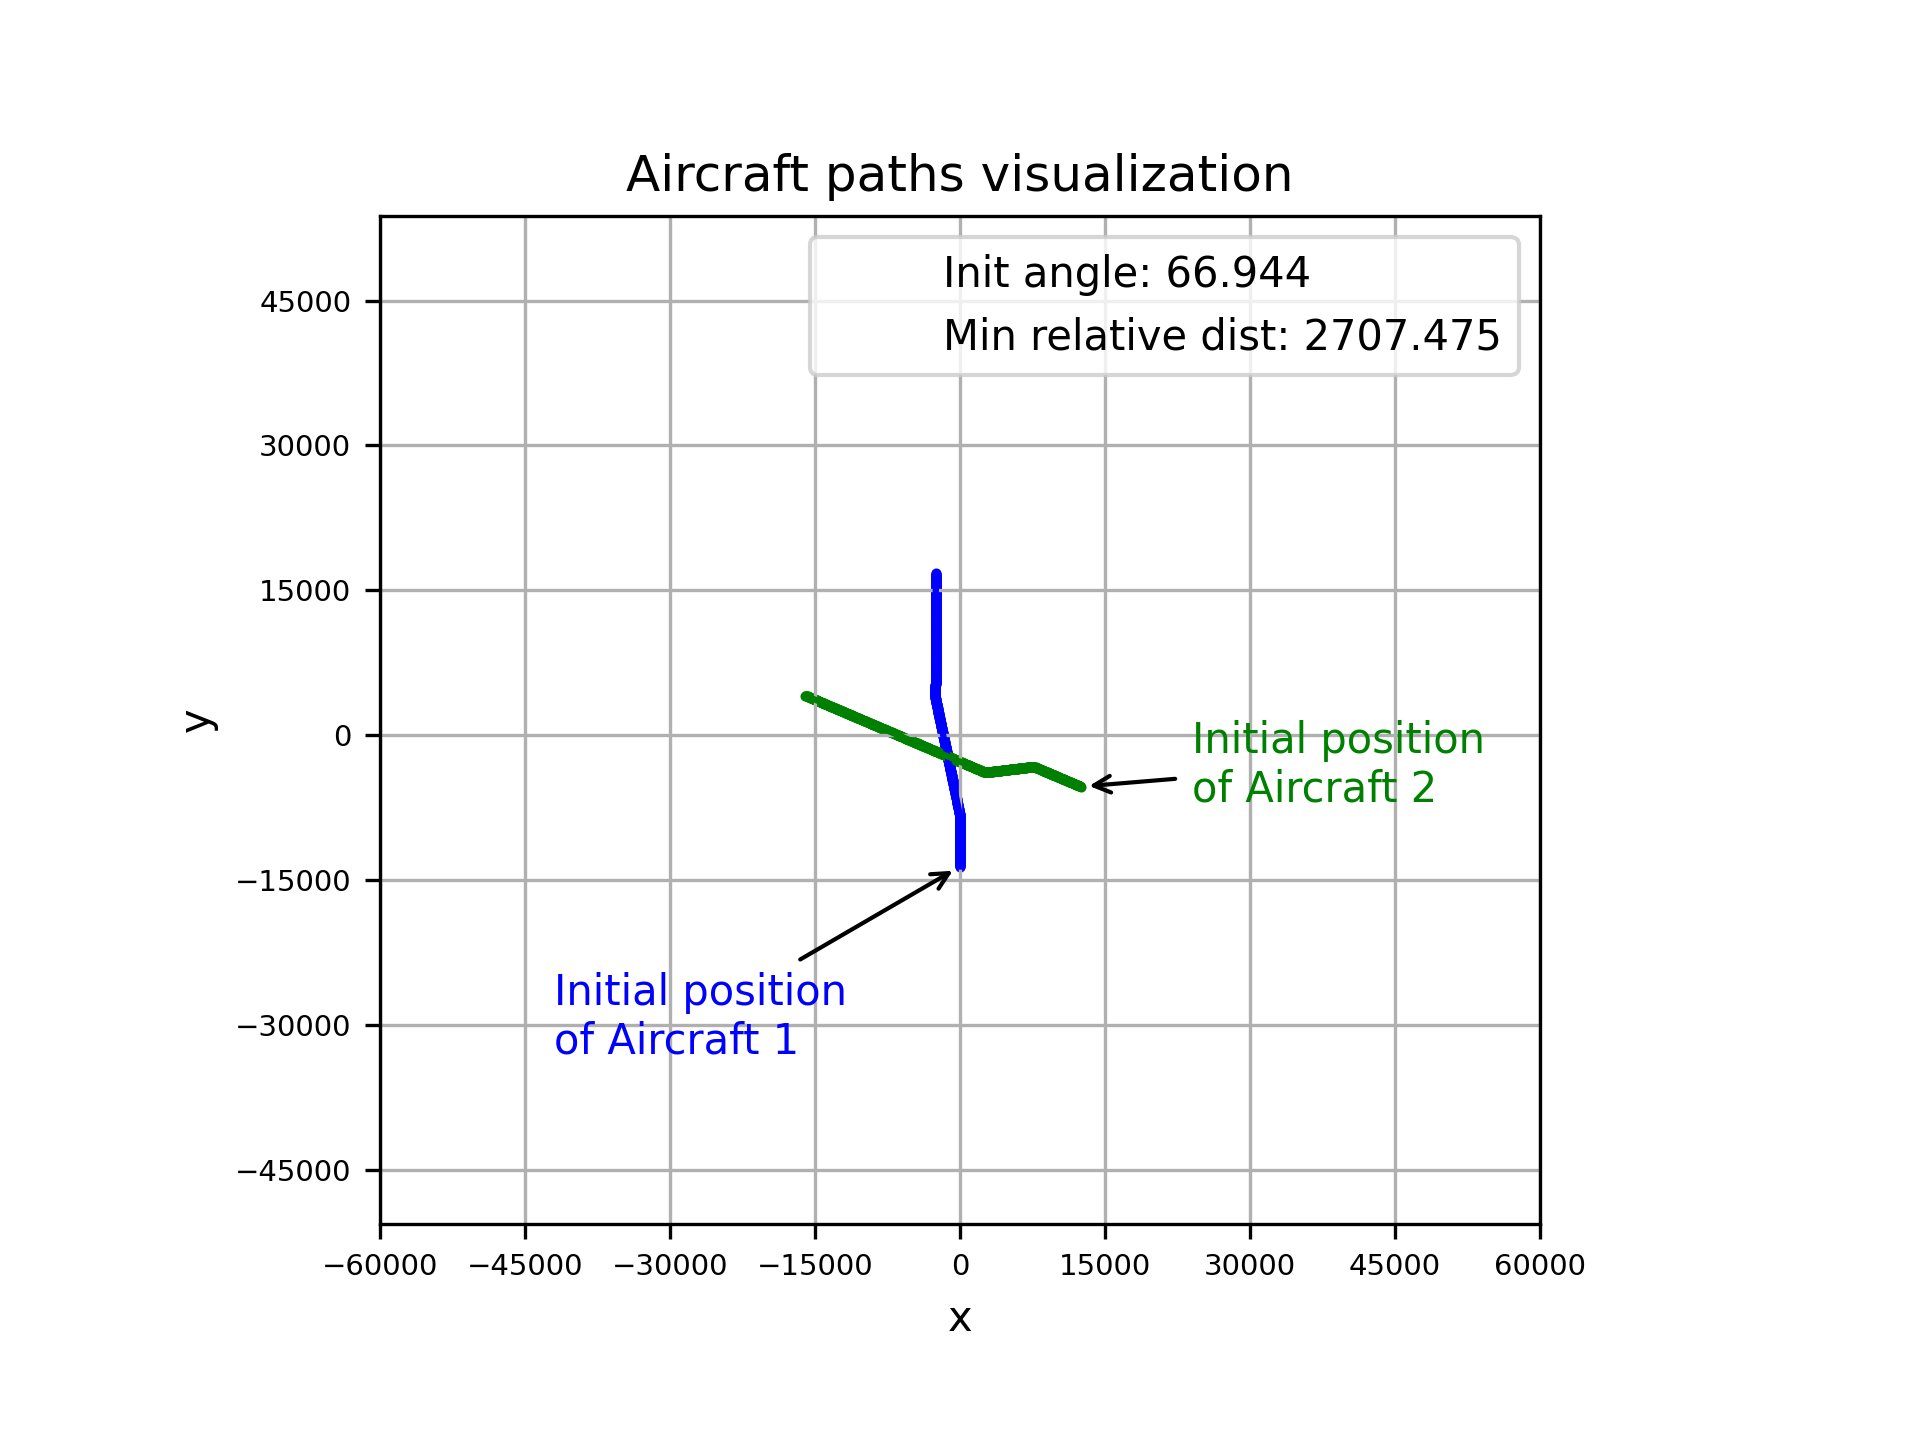 Aircraft paths visualization
Init angle: 66.944
Min relative dist: 2707.475
45000
30000
15000
0
−15000
−30000
−45000
y
Initial position
of Aircraft 2
Initial position
of Aircraft 1
−60000 −45000 −30000 −15000 0 15000 30000 45000 60000
x